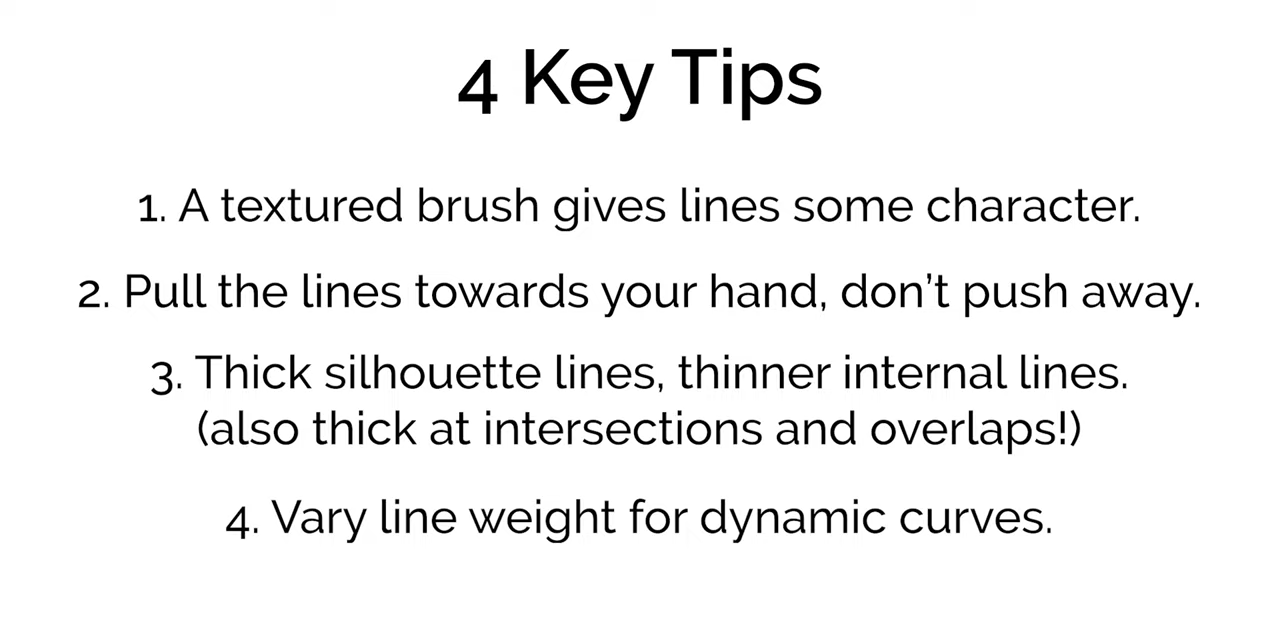 4 Key Tips
1. A textured brush gives lines some character.
2. Pull the lines towards your hand, don’t push away.
3. Thick silhouette lines, thinner internal lines.
(also thick at intersections and overlaps!)
4. Vary line weight for dynamic curves.